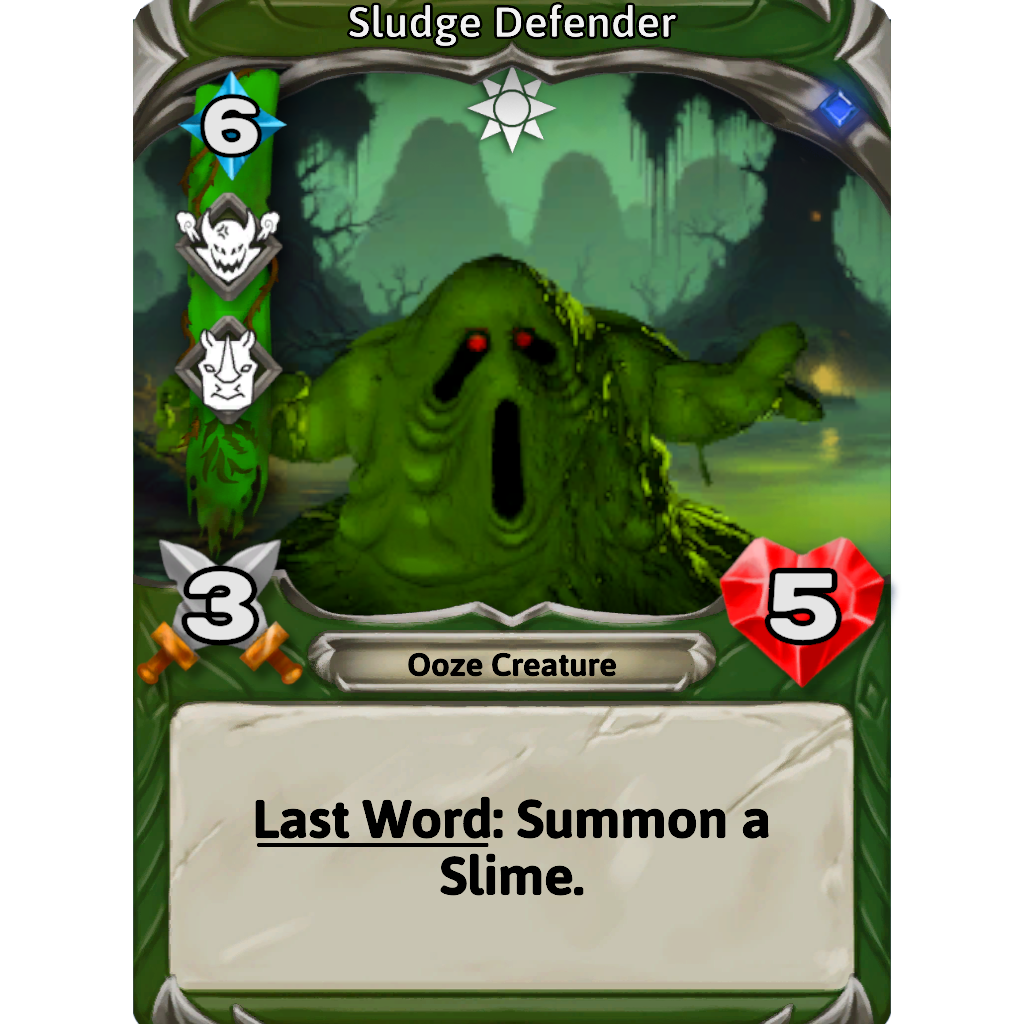 Sludge Defender
6
3
5
Ooze Creature
Last Word: Summon a
Slime.